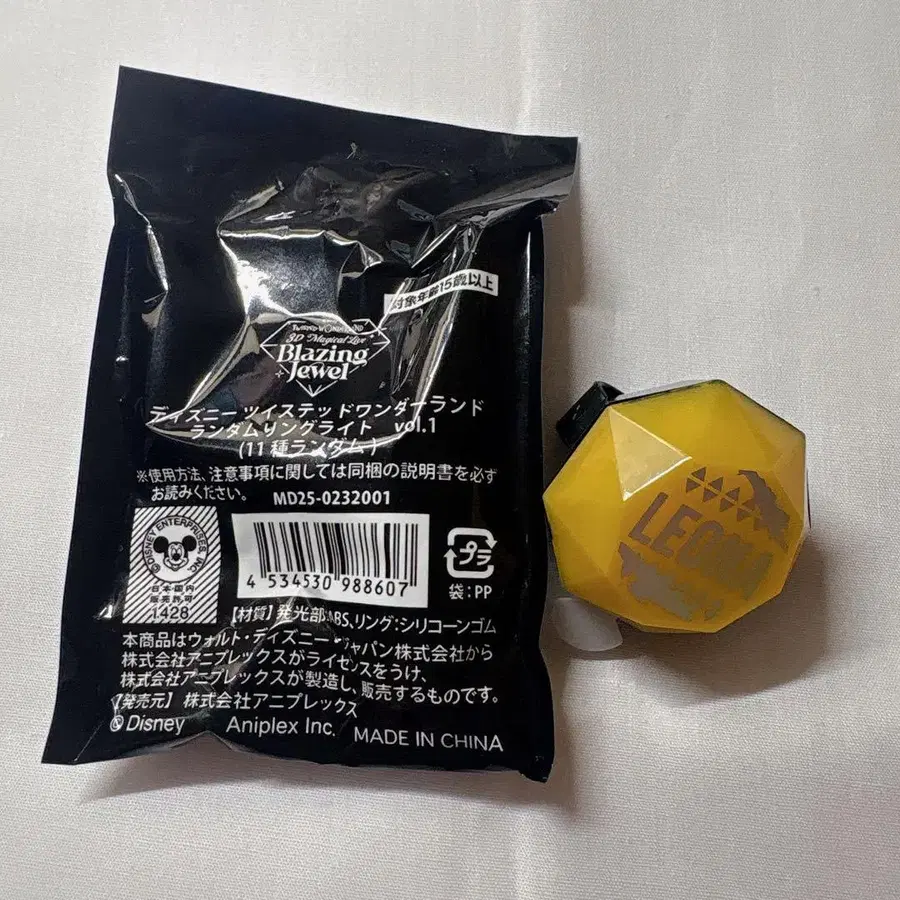 対象年齢15歳以上
TWISTED-WONDERLAND
3D Magical Live
Blazing
Jewel
ディズニー ツイステッドワンダーランド
ランダムリングライト vol.1
(11種ランダム)
※使用方法、注意事項に関しては同梱の説明書を必ず
お読みください。
MD25-0232001
©DISNEY ENTERPRISES, INC.
日本国内
販売許可
1428
4 534530 988607
プラ
袋:PP
【材質】発光部:ABS、リング:シリコーンゴム
本商品はウォルト・ディズニー・ジャパン株式会社から
株式会社アニプレックスがライセンスをうけ、
株式会社アニプレックスが製造し、販売するものです。
【発売元】株式会社アニプレックス
©Disney Aniplex Inc. MADE IN CHINA
LEONA